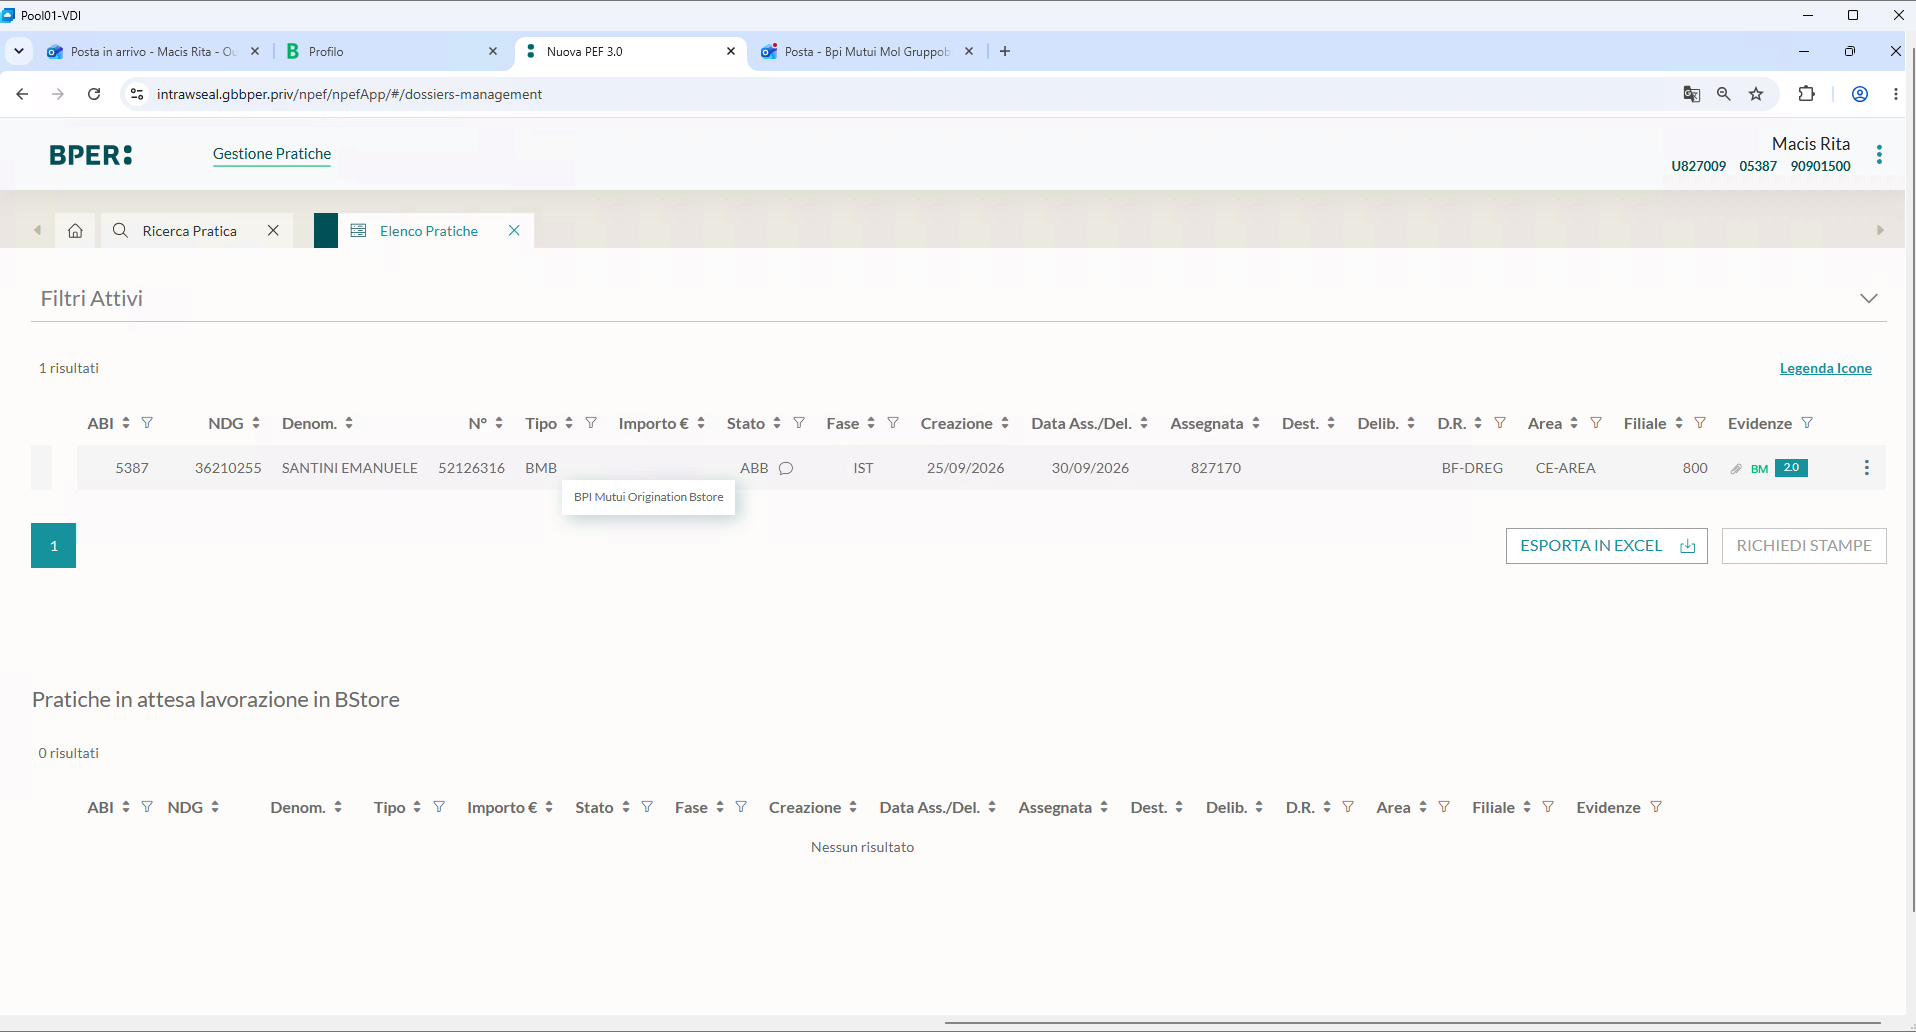 Pool01-VDI
Posta in arrivo - Macis Rita - Ou
Profilo
Nuova PEF 3.0
Posta - Bpi Mutui Mol Gruppob
intrawseal.gbbper.priv/npef/npefApp/#/dossiers-management
BPER:
Gestione Pratiche
Macis Rita
U827009 05387 90901500
Ricerca Pratica
Elenco Pratiche
Filtri Attivi
1 risultati
Legenda Icone
ABI NDG Denom. N° Tipo Importo € Stato Fase Creazione Data Ass./Del. Assegnata Dest. Delib. D.R. Area Filiale Evidenze
5387 36210255 SANTINI EMANUELE 52126316 BMB ABB IST 25/09/2026 30/09/2026 827170 BF-DREG CE-AREA 800 BM 2.0
BPI Mutui Origination Bstore
1
ESPORTA IN EXCEL
RICHIEDI STAMPE
Pratiche in attesa lavorazione in BStore
0 risultati
ABI NDG Denom. Tipo Importo € Stato Fase Creazione Data Ass./Del. Assegnata Dest. Delib. D.R. Area Filiale Evidenze
Nessun risultato